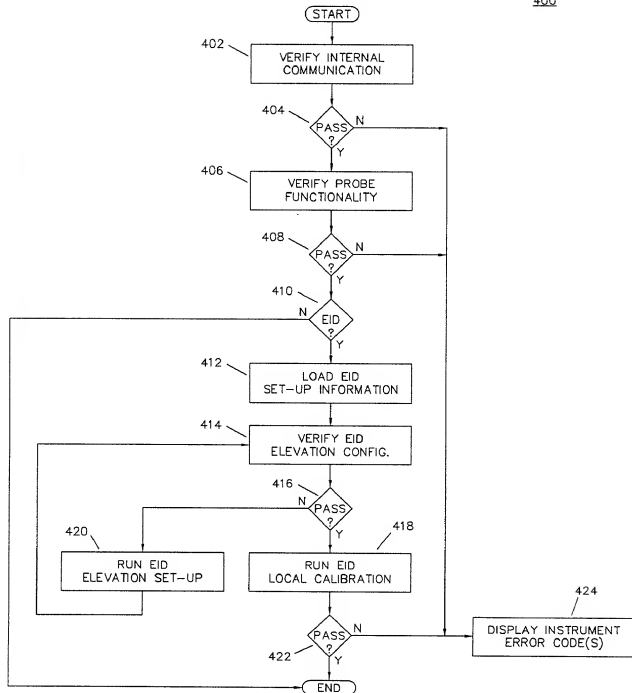 400
START
402
VERIFY INTERNAL
COMMUNICATION
404
PASS
?
N
Y
406
VERIFY PROBE
FUNCTIONALITY
408
PASS
?
N
Y
410
N
EID
?
Y
412
LOAD EID
SET-UP INFORMATION
414
VERIFY EID
ELEVATION CONFIG.
416
N
PASS
?
Y
420
RUN EID
ELEVATION SET-UP
418
RUN EID
LOCAL CALIBRATION
424
DISPLAY INSTRUMENT
ERROR CODE(S)
PASS
?
N
422
Y
END